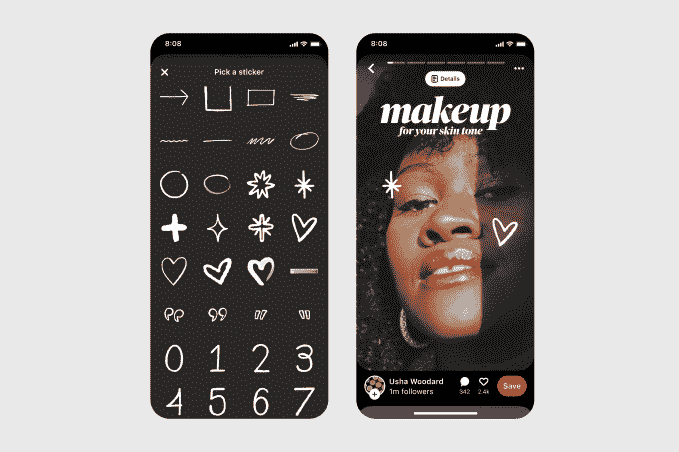 8:08
Pick a sticker
0 1 2 3
4 5 6 7
8:08
Details
makeup
for your skin tone
Usha Woodard
1m followers
342 2.4k
Save